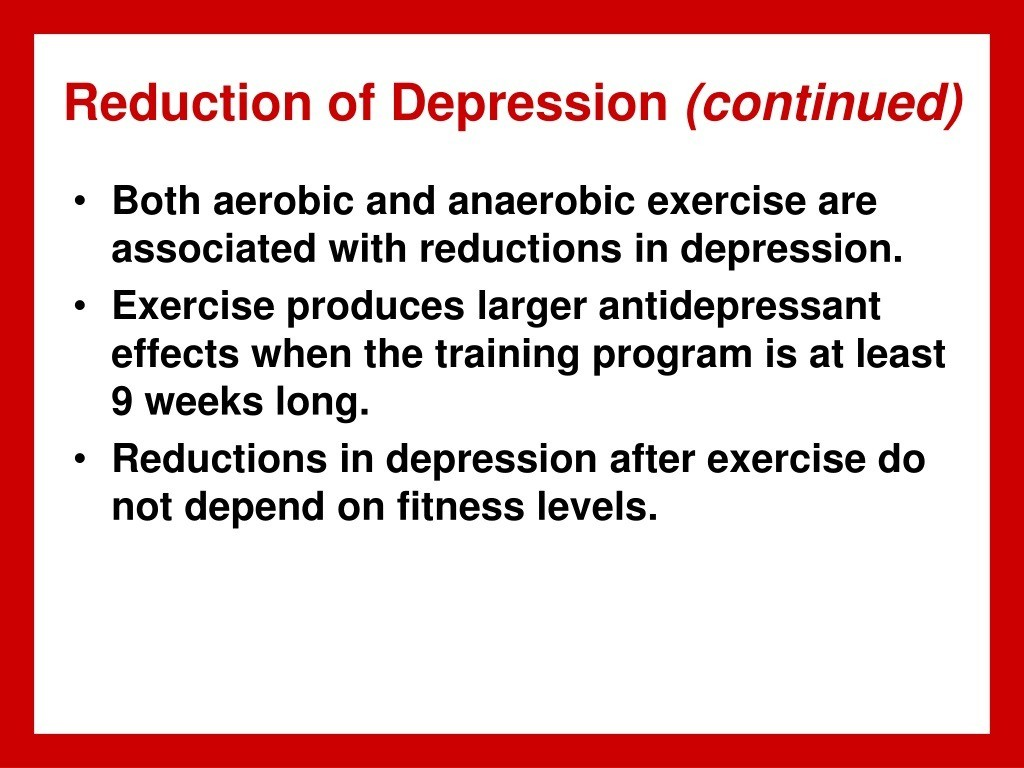 Reduction of Depression (continued)
• Both aerobic and anaerobic exercise are
associated with reductions in depression.
• Exercise produces larger antidepressant
effects when the training program is at least
9 weeks long.
• Reductions in depression after exercise do
not depend on fitness levels.